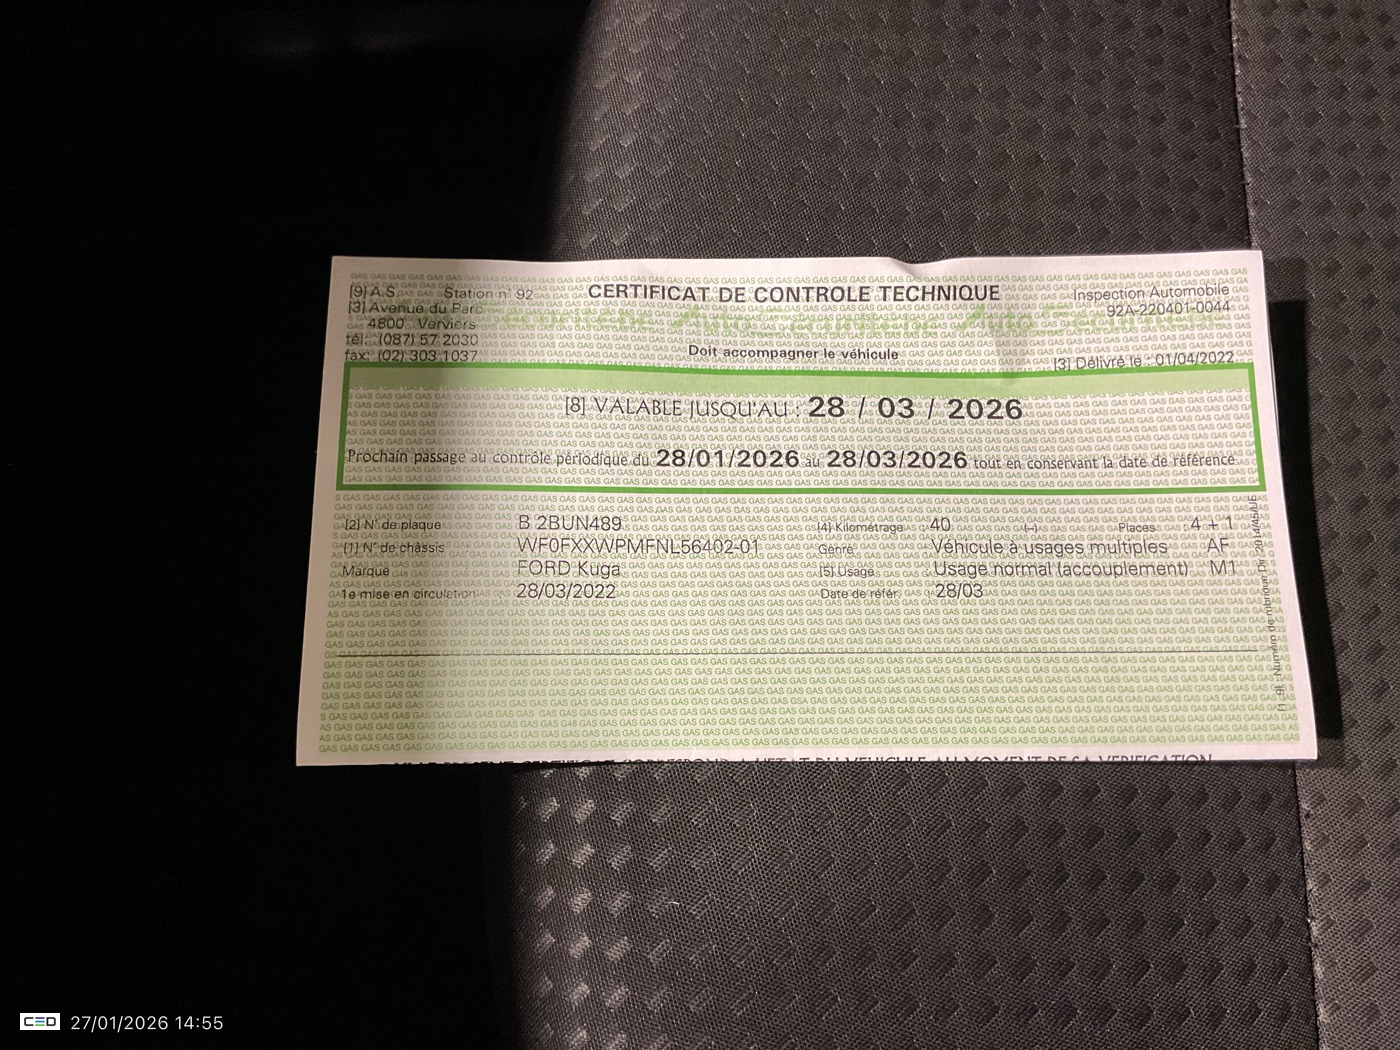 [9] A.S. Station n° 92 CERTIFICAT DE CONTROLE TECHNIQUE Inspection Automobile
[3] Avenue du Parc 92A-220401-0044
4800 Verviers
tél.: (087) 57 2030 Doit accompagner le véhicule
fax: (02) 303 1037 [3] Délivré le : 01/04/2022
[8] VALABLE JUSQU'AU : 28 / 03 / 2026
Prochain passage au contrôle périodique du 28/01/2026 au 28/03/2026 tout en conservant la date de référence
[2] N° de plaque B 2BUN489 [4] Kilométrage : 40 (--) Places 4 + 1
[1] N° de châssis WF0FXXWPMFNL56402-01 Genre Véhicule à usages multiples AF
Marque FORD Kuga [5] Usage : Usage normal (accouplement) M1
1e mise en circulation : 28/03/2022 Date de référ. : 28/03
CED 27/01/2026 14:55